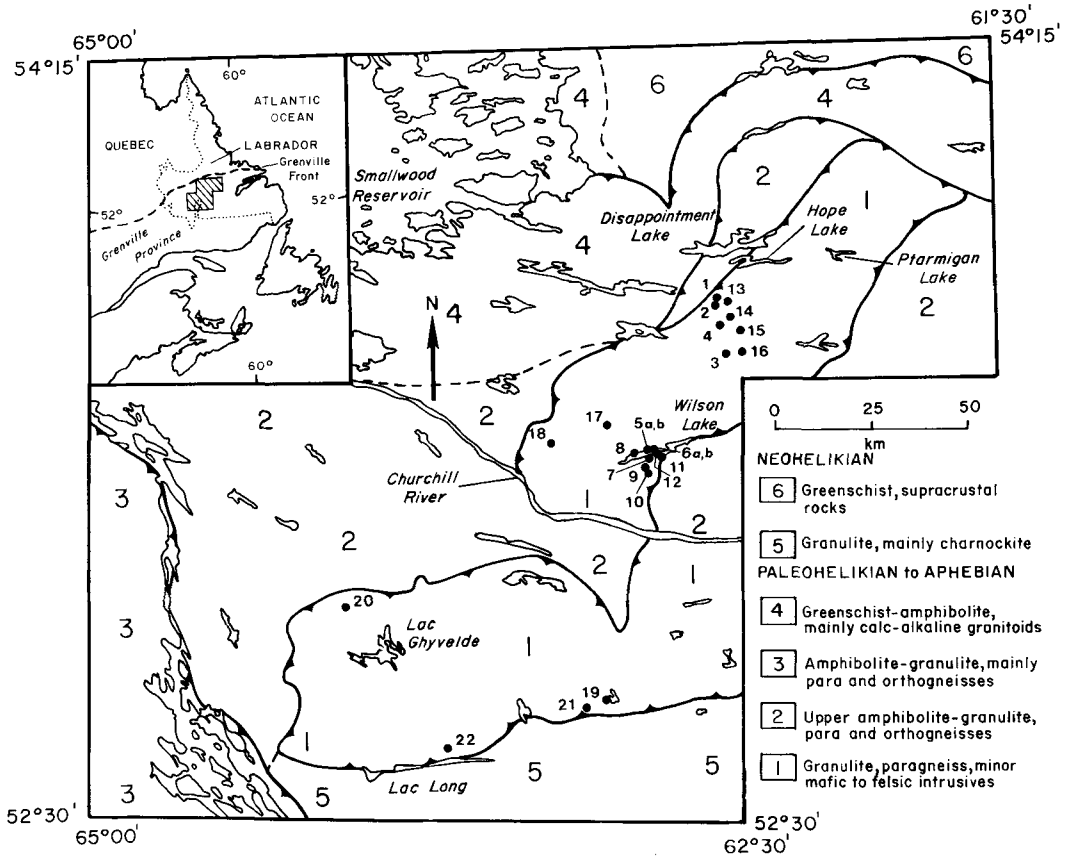 61°30'
65°00'
54°15'
54°15'
60°
ATLANTIC
OCEAN
QUEBEC
LABRADOR
Grenville
Front
52°
52°
Grenville
Province
60°
6
4
6
4
Smallwood
Reservoir
2
1
Disappointment
Lake
Hope
Lake
4
Ptarmigan
Lake
2
N
4
1
13
2
14
4
15
3
16
2
2
Wilson
Lake
0 25 50
km
17
18
5a,b
8
6a,b
7
11
9
12
10
3
Churchill
River
1
2
2
2
1
20
3
Lac
Ghyvelde
1
21
19
1
22
5
5
Lac Long
3
5
NEOHELIKIAN
6 Greenschist, supracrustal
rocks
5 Granulite, mainly charnockite
PALEOHELIKIAN to APHEBIAN
4 Greenschist-amphibolite,
mainly calc-alkaline granitoids
3 Amphibolite-granulite, mainly
para and orthogneisses
2 Upper amphibolite-granulite,
para and orthogneisses
1 Granulite, paragneiss, minor
mafic to felsic intrusives
52°30'
65°00'
52°30'
62°30'